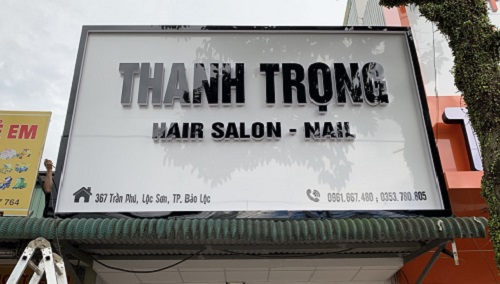 THANH TRỌNG
HAIR SALON - NAIL
367 Trần Phú, Lộc Sơn, TP. Bảo Lộc
0961.667.480 ; 0353.780.805
EM
764